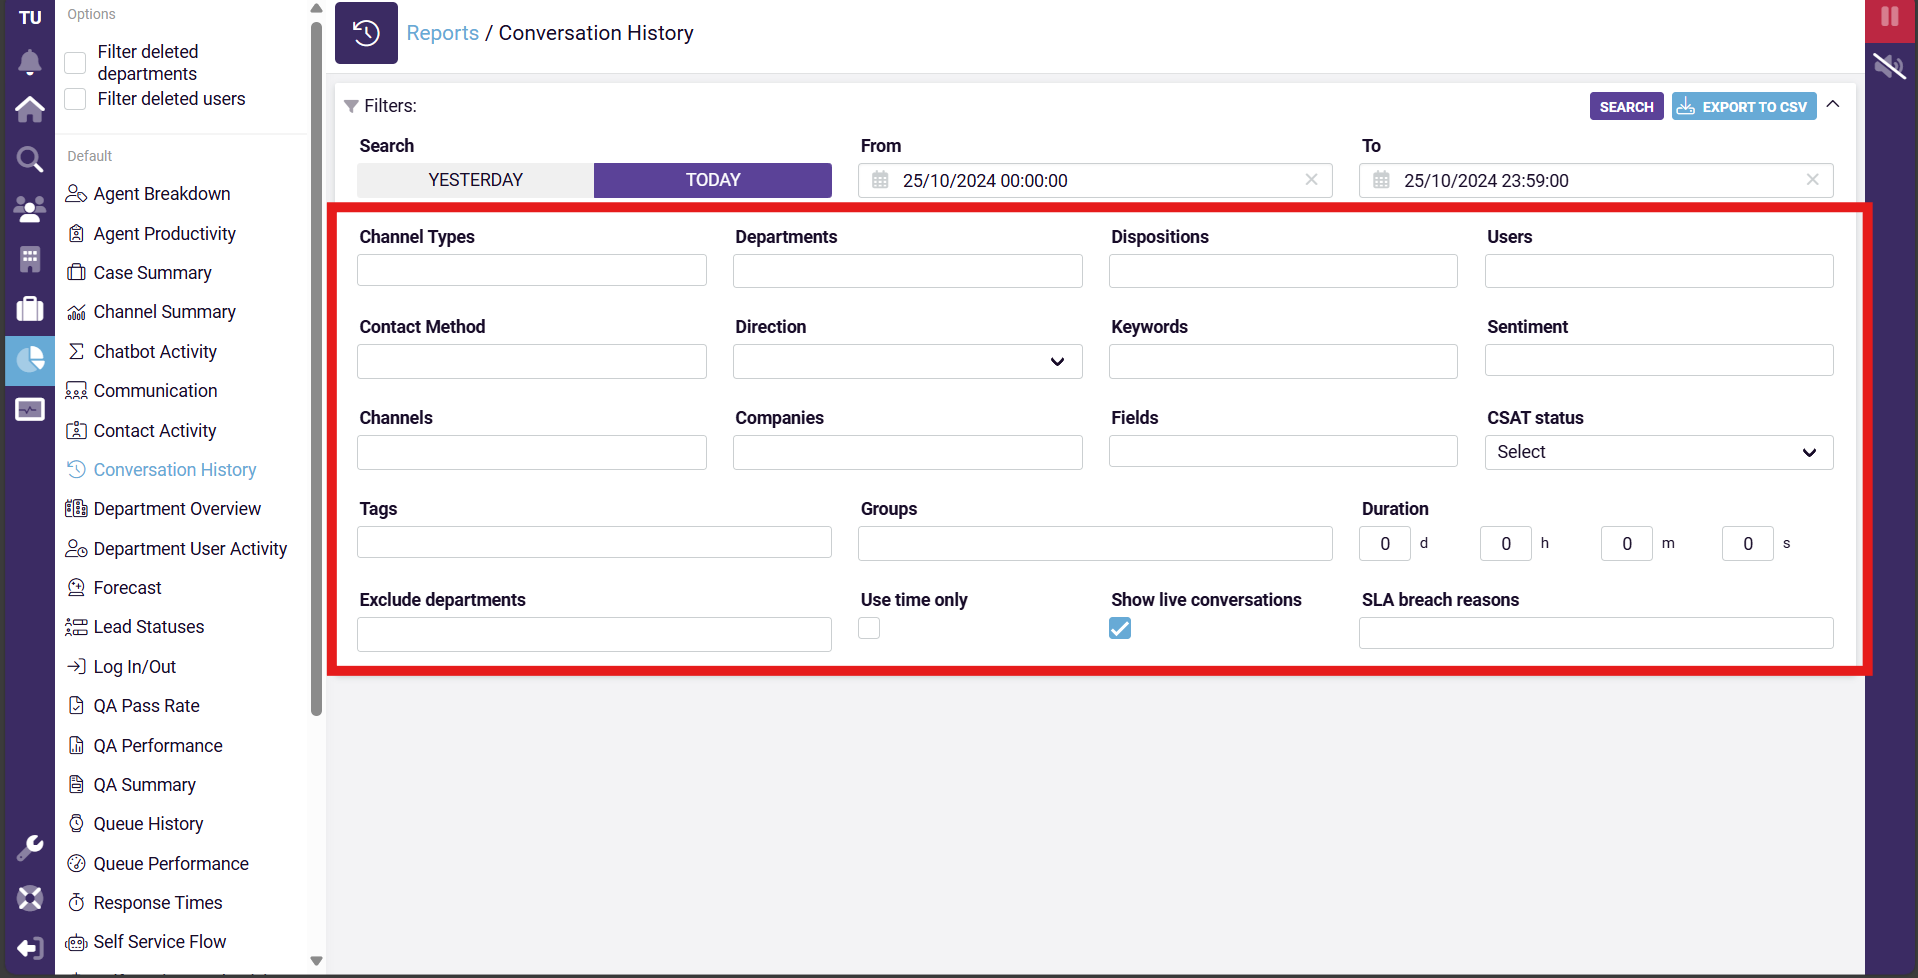 TU
Options
Filter deleted
departments
Filter deleted users
Default
Agent Breakdown
Agent Productivity
Case Summary
Channel Summary
Chatbot Activity
Communication
Contact Activity
Conversation History
Department Overview
Department User Activity
Forecast
Lead Statuses
Log In/Out
QA Pass Rate
QA Performance
QA Summary
Queue History
Queue Performance
Response Times
Self Service Flow
Reports / Conversation History
Filters:
SEARCH EXPORT TO CSV
Search From To
YESTERDAY TODAY 25/10/2024 00:00:00 25/10/2024 23:59:00
Channel Types Departments Dispositions Users
Contact Method Direction Keywords Sentiment
Channels Companies Fields CSAT status
Select
Tags Groups Duration
0 d 0 h 0 m 0 s
Exclude departments Use time only Show live conversations SLA breach reasons